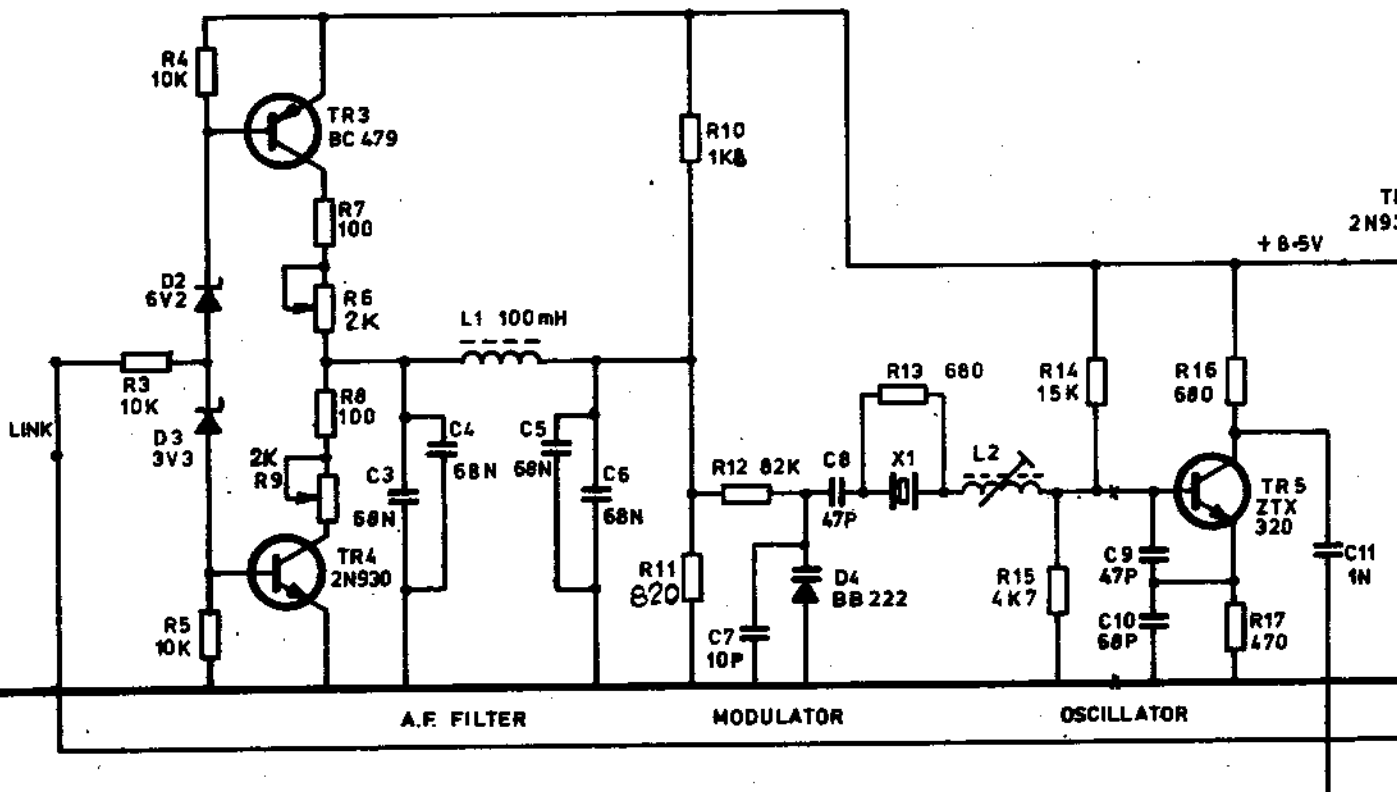 R4
10K
TR3
BC 479
R7
100
D2
6V2
R6
2K
L1 100mH
R3
10K
LINK
D3
3V3
R8
100
2K
R9
C3
68N
C4
68N
C5
68N
C6
68N
TR4
2N930
R5
10K
R10
1K8
R11
820
R12 82K
C8
47P
X1
R13 680
L2
C7
10P
D4
BB 222
R14
15K
R15
4K7
+ 8·5V
R16
680
TR5
ZTX
320
C9
47P
C10
68P
R17
470
C11
1N
2N93
A.F. FILTER
MODULATOR
OSCILLATOR